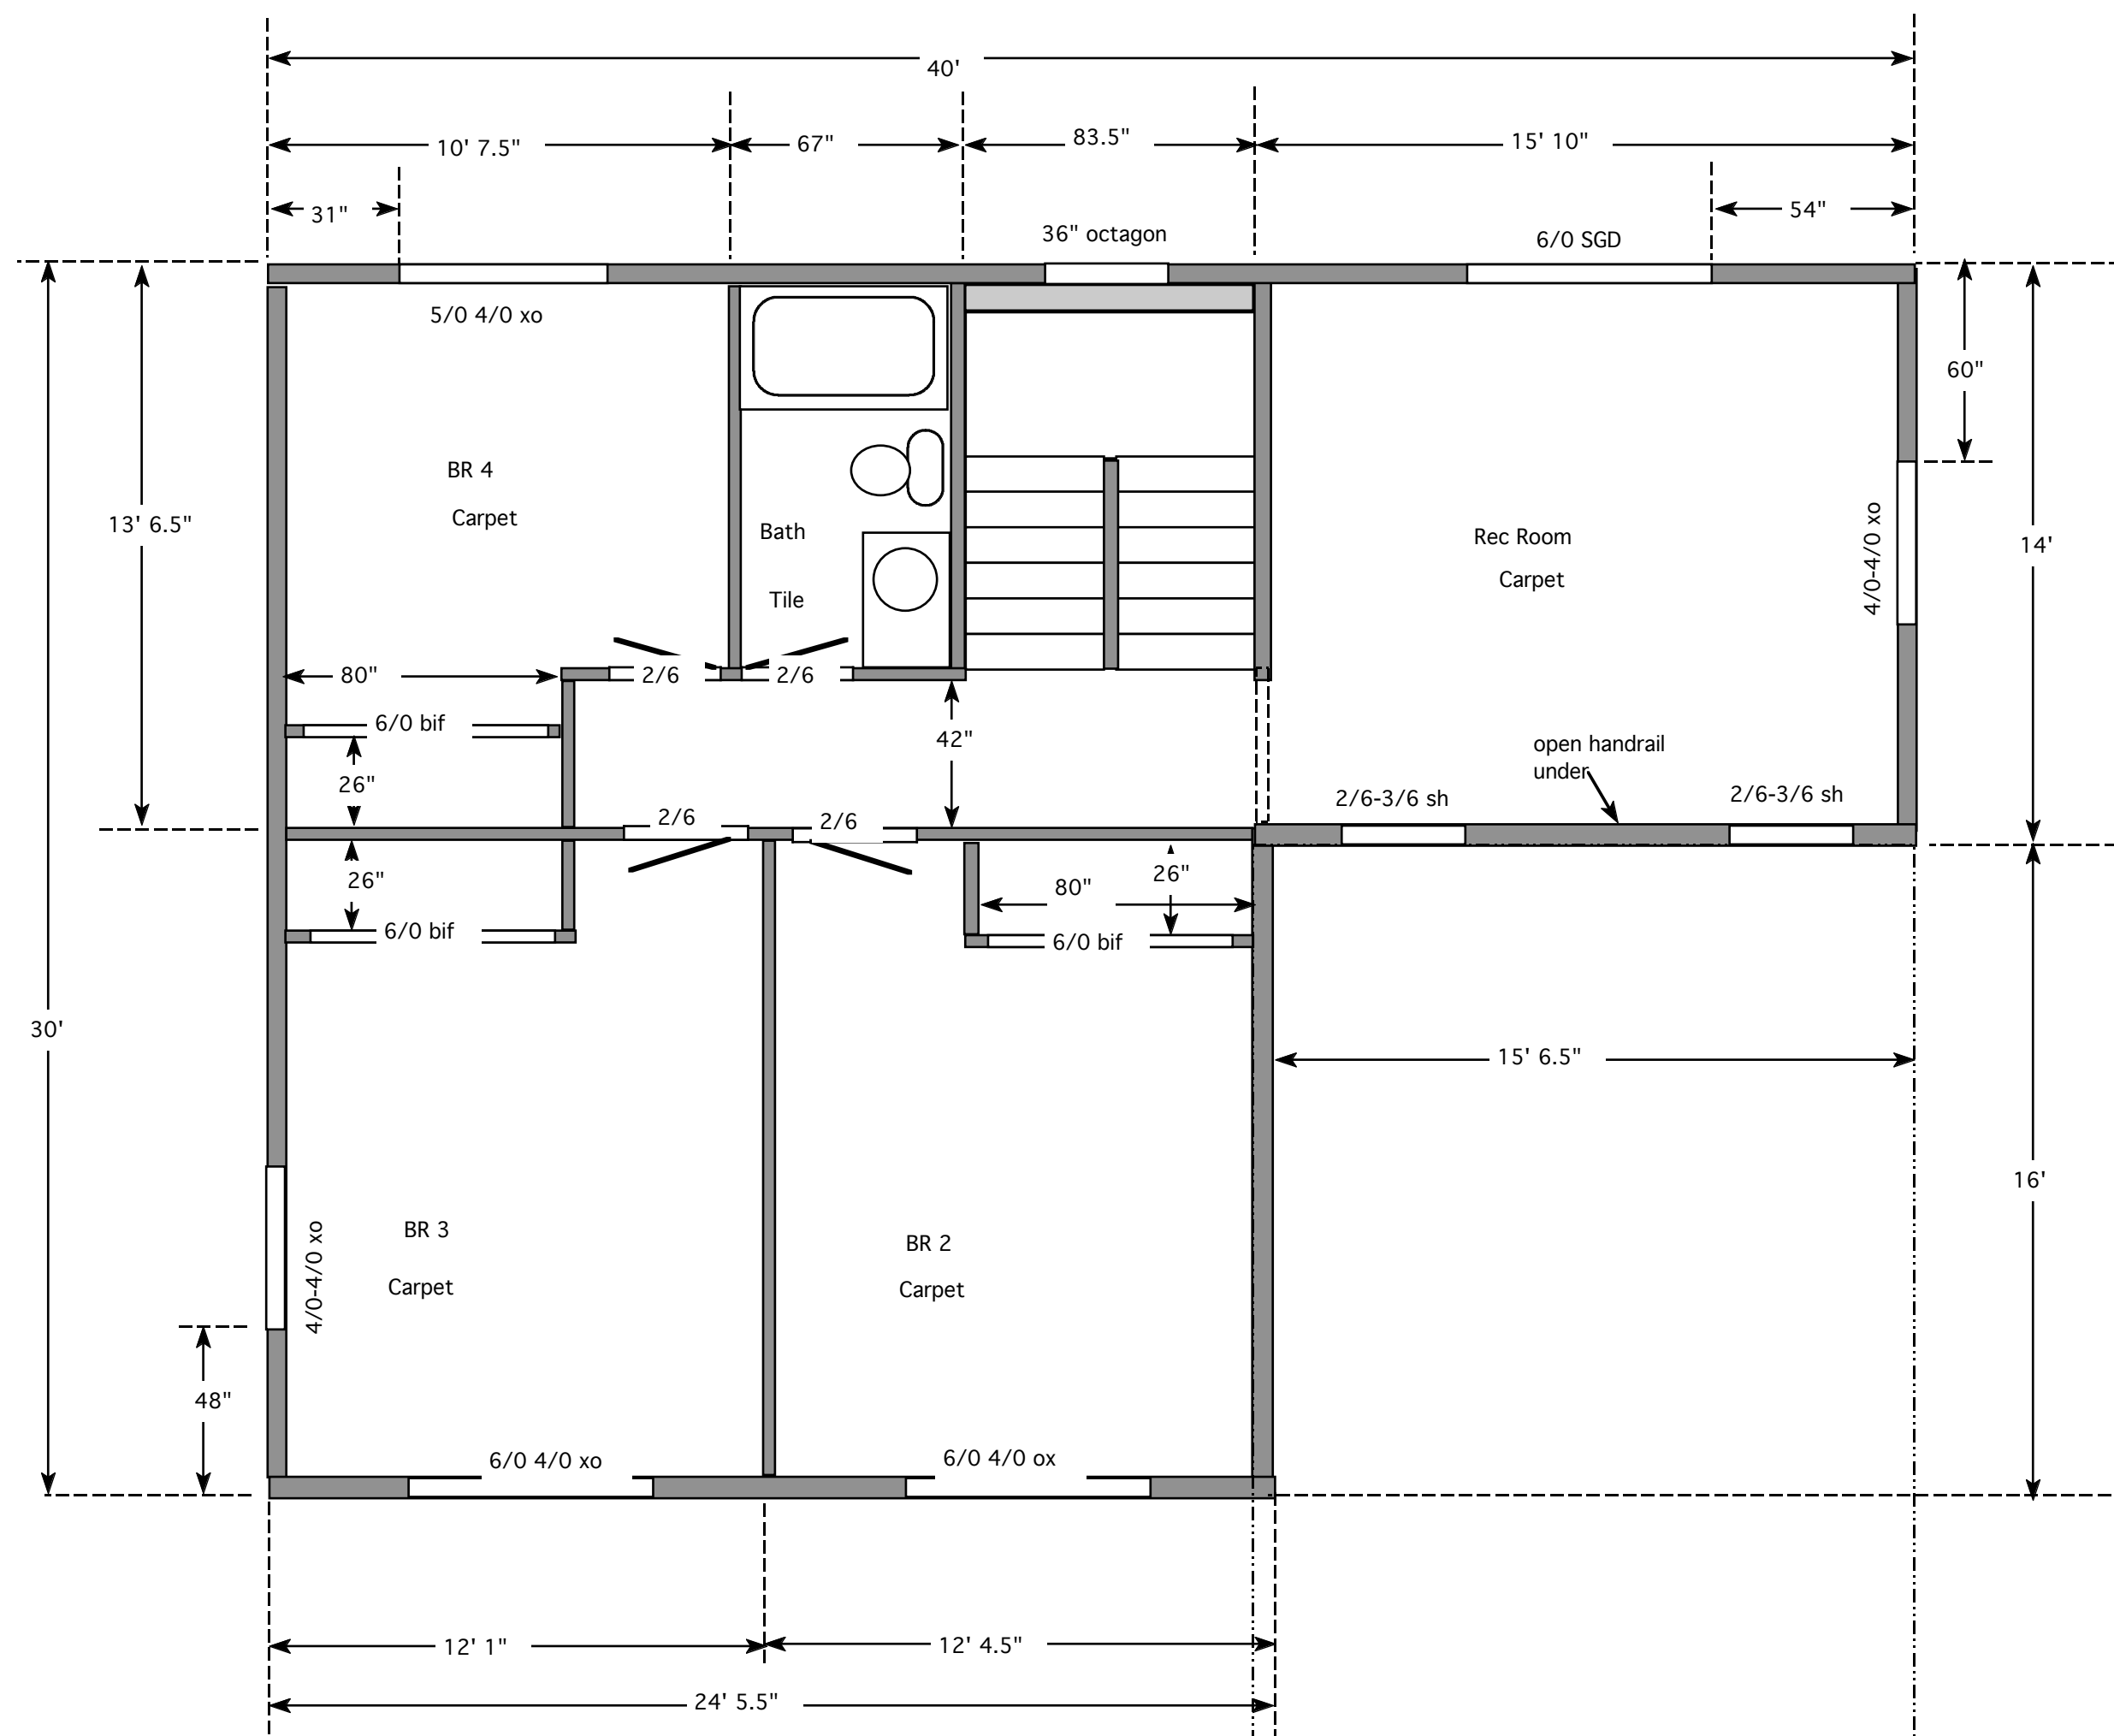 40'
10' 7.5"
67"
83.5"
15' 10"
31"
54"
36" octagon
6/0 SGD
5/0 4/0 xo
60"
BR 4
Carpet
13' 6.5"
Bath
Tile
Rec Room
Carpet
4/0-4/0 xo
14'
80"
2/6
2/6
6/0 bif
42"
26"
open handrail
under
2/6-3/6 sh
2/6-3/6 sh
2/6
2/6
26"
80"
26"
6/0 bif
6/0 bif
30'
15' 6.5"
16'
BR 3
Carpet
4/0-4/0 xo
BR 2
Carpet
48"
6/0 4/0 xo
6/0 4/0 ox
12' 1"
12' 4.5"
24' 5.5"